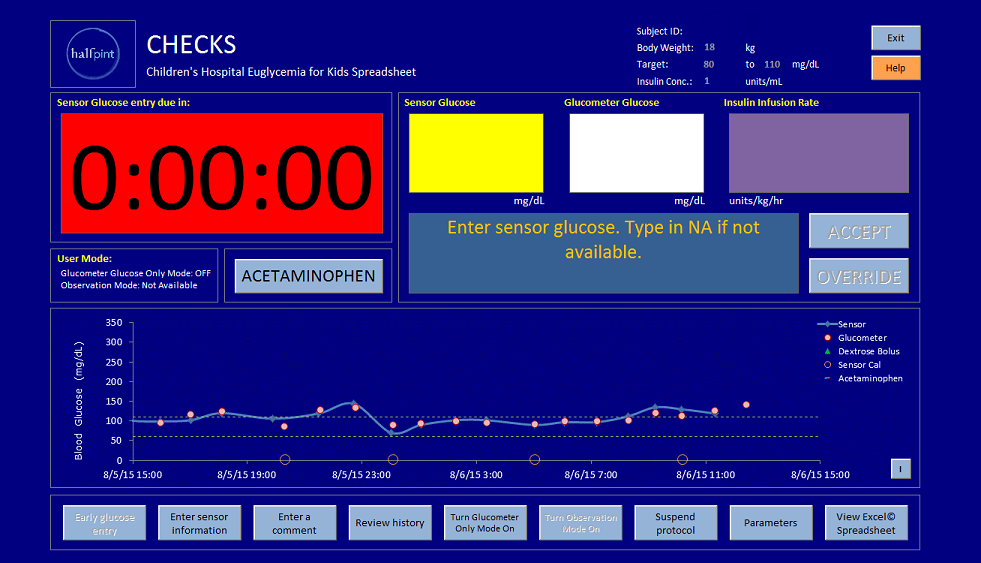 halfpint
CHECKS
Children's Hospital Euglycemia for Kids Spreadsheet
Subject ID:
Body Weight: 18 kg
Target: 80 to 110 mg/dL
Insulin Conc.: 1 units/mL
Exit
Help
Sensor Glucose entry due in:
0:00:00
Sensor Glucose
Glucometer Glucose
Insulin Infusion Rate
mg/dL
mg/dL
units/kg/hr
Enter sensor glucose. Type in NA if not
available.
ACCEPT
OVERRIDE
User Mode:
Glucometer Glucose Only Mode: OFF
Observation Mode: Not Available
ACETAMINOPHEN
Blood Glucose (mg/dL)
350
300
250
200
150
100
50
0
8/5/15 15:00
8/5/15 19:00
8/5/15 23:00
8/6/15 3:00
8/6/15 7:00
8/6/15 11:00
8/6/15 15:00
Sensor
Glucometer
Dextrose Bolus
Sensor Cal
Acetaminophen
I
Early glucose
entry
Enter sensor
information
Enter a
comment
Review history
Turn Glucometer
Only Mode On
Turn Observation
Mode On
Suspend
protocol
Parameters
View Excel©
Spreadsheet